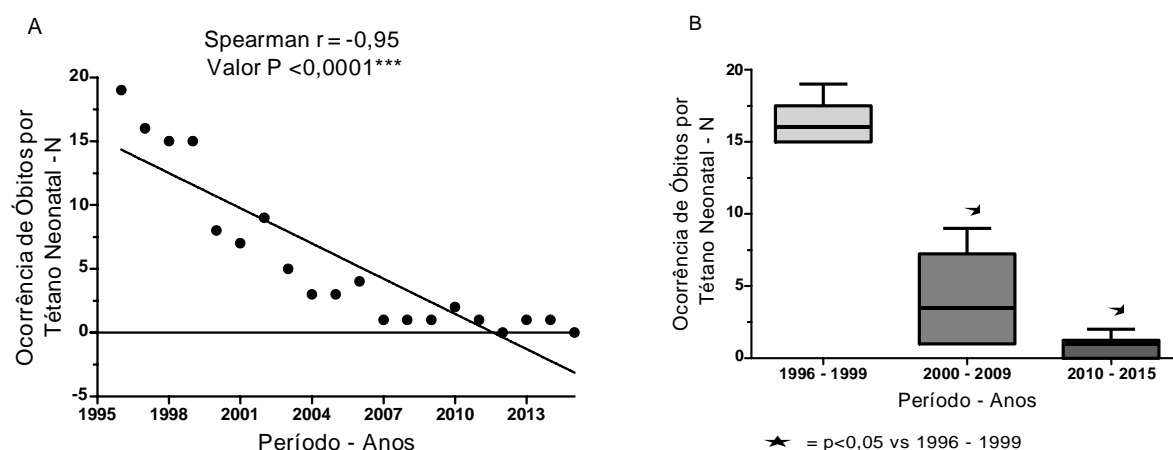 A
Spearman r = -0,95
Valor P <0,0001***
Ocorrência de Óbitos por
Tétano Neonatal -N
20
15
10
5
0
-5
1995
1998
2001
2004
2007
2010
2013
Período - Anos
B
Ocorrência de Óbitos por
Tétano Neonatal - N
20
15
10
5
0
1996 - 1999
2000 - 2009
2010 - 2015
Período - Anos
★ = p<0,05 vs 1996 - 1999